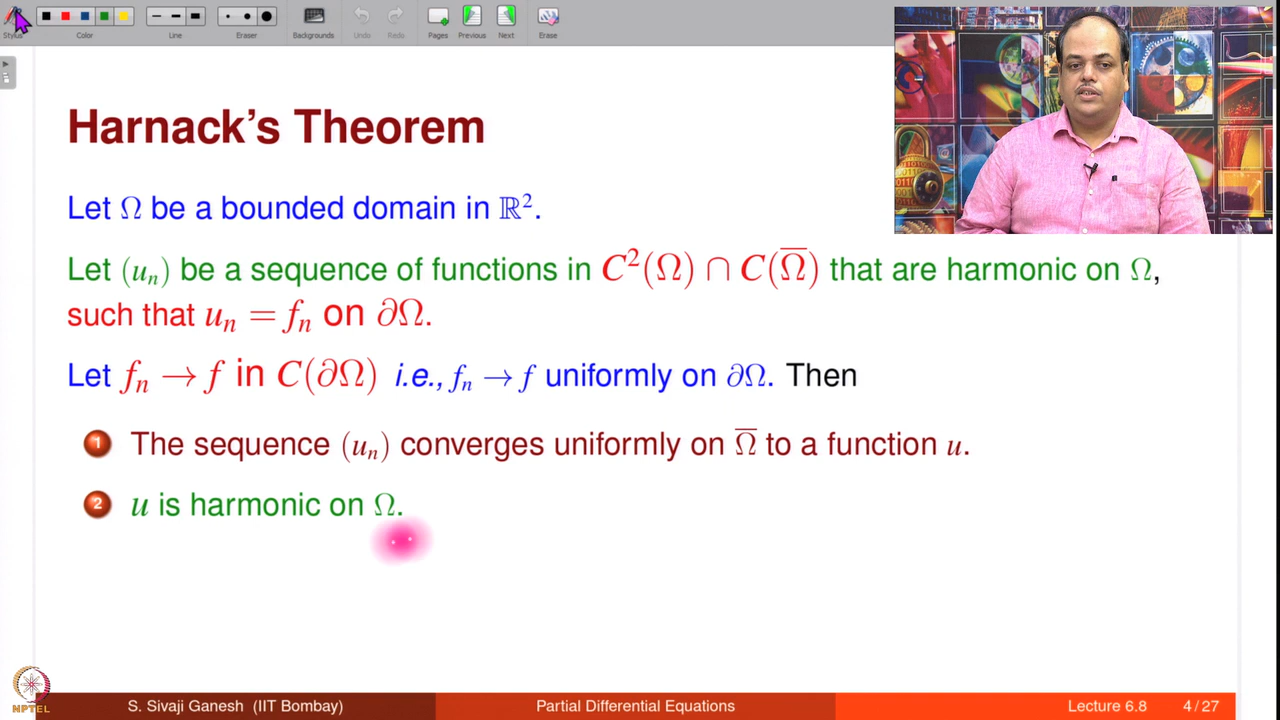 Stylus
Color
Line
Eraser
Backgrounds
Undo
Redo
Pages
Previous
Next
Erase
Harnack's Theorem
Let Ω be a bounded domain in ℝ².
Let (uₙ) be a sequence of functions in C²(Ω) ∩ C(Ω̅) that are harmonic on Ω,
such that uₙ = fₙ on ∂Ω.
Let fₙ → f in C(∂Ω) i.e., fₙ → f uniformly on ∂Ω. Then
1 The sequence (uₙ) converges uniformly on Ω̅ to a function u.
2 u is harmonic on Ω.
NPTEL
S. Sivaji Ganesh (IIT Bombay) Partial Differential Equations Lecture 6.8 4/27